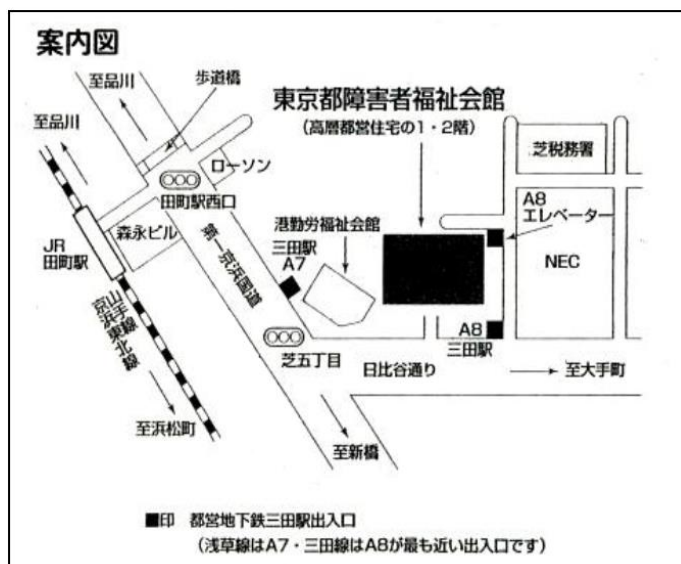 案内図
至品川
歩道橋
至品川
東京都障害者福祉会館
(高層都営住宅の1・2階)
ローソン
芝税務署
田町駅西口
A8
エレベーター
港勤労福祉会館
森永ビル
三田駅
A7
JR
田町駅
第一京浜国道
NEC
山手線
京浜東北線
A8
三田駅
芝五丁目
日比谷通り
至大手町
至浜松町
至新橋
■印 都営地下鉄三田駅出入口
(浅草線はA7・三田線はA8が最も近い出入口です)